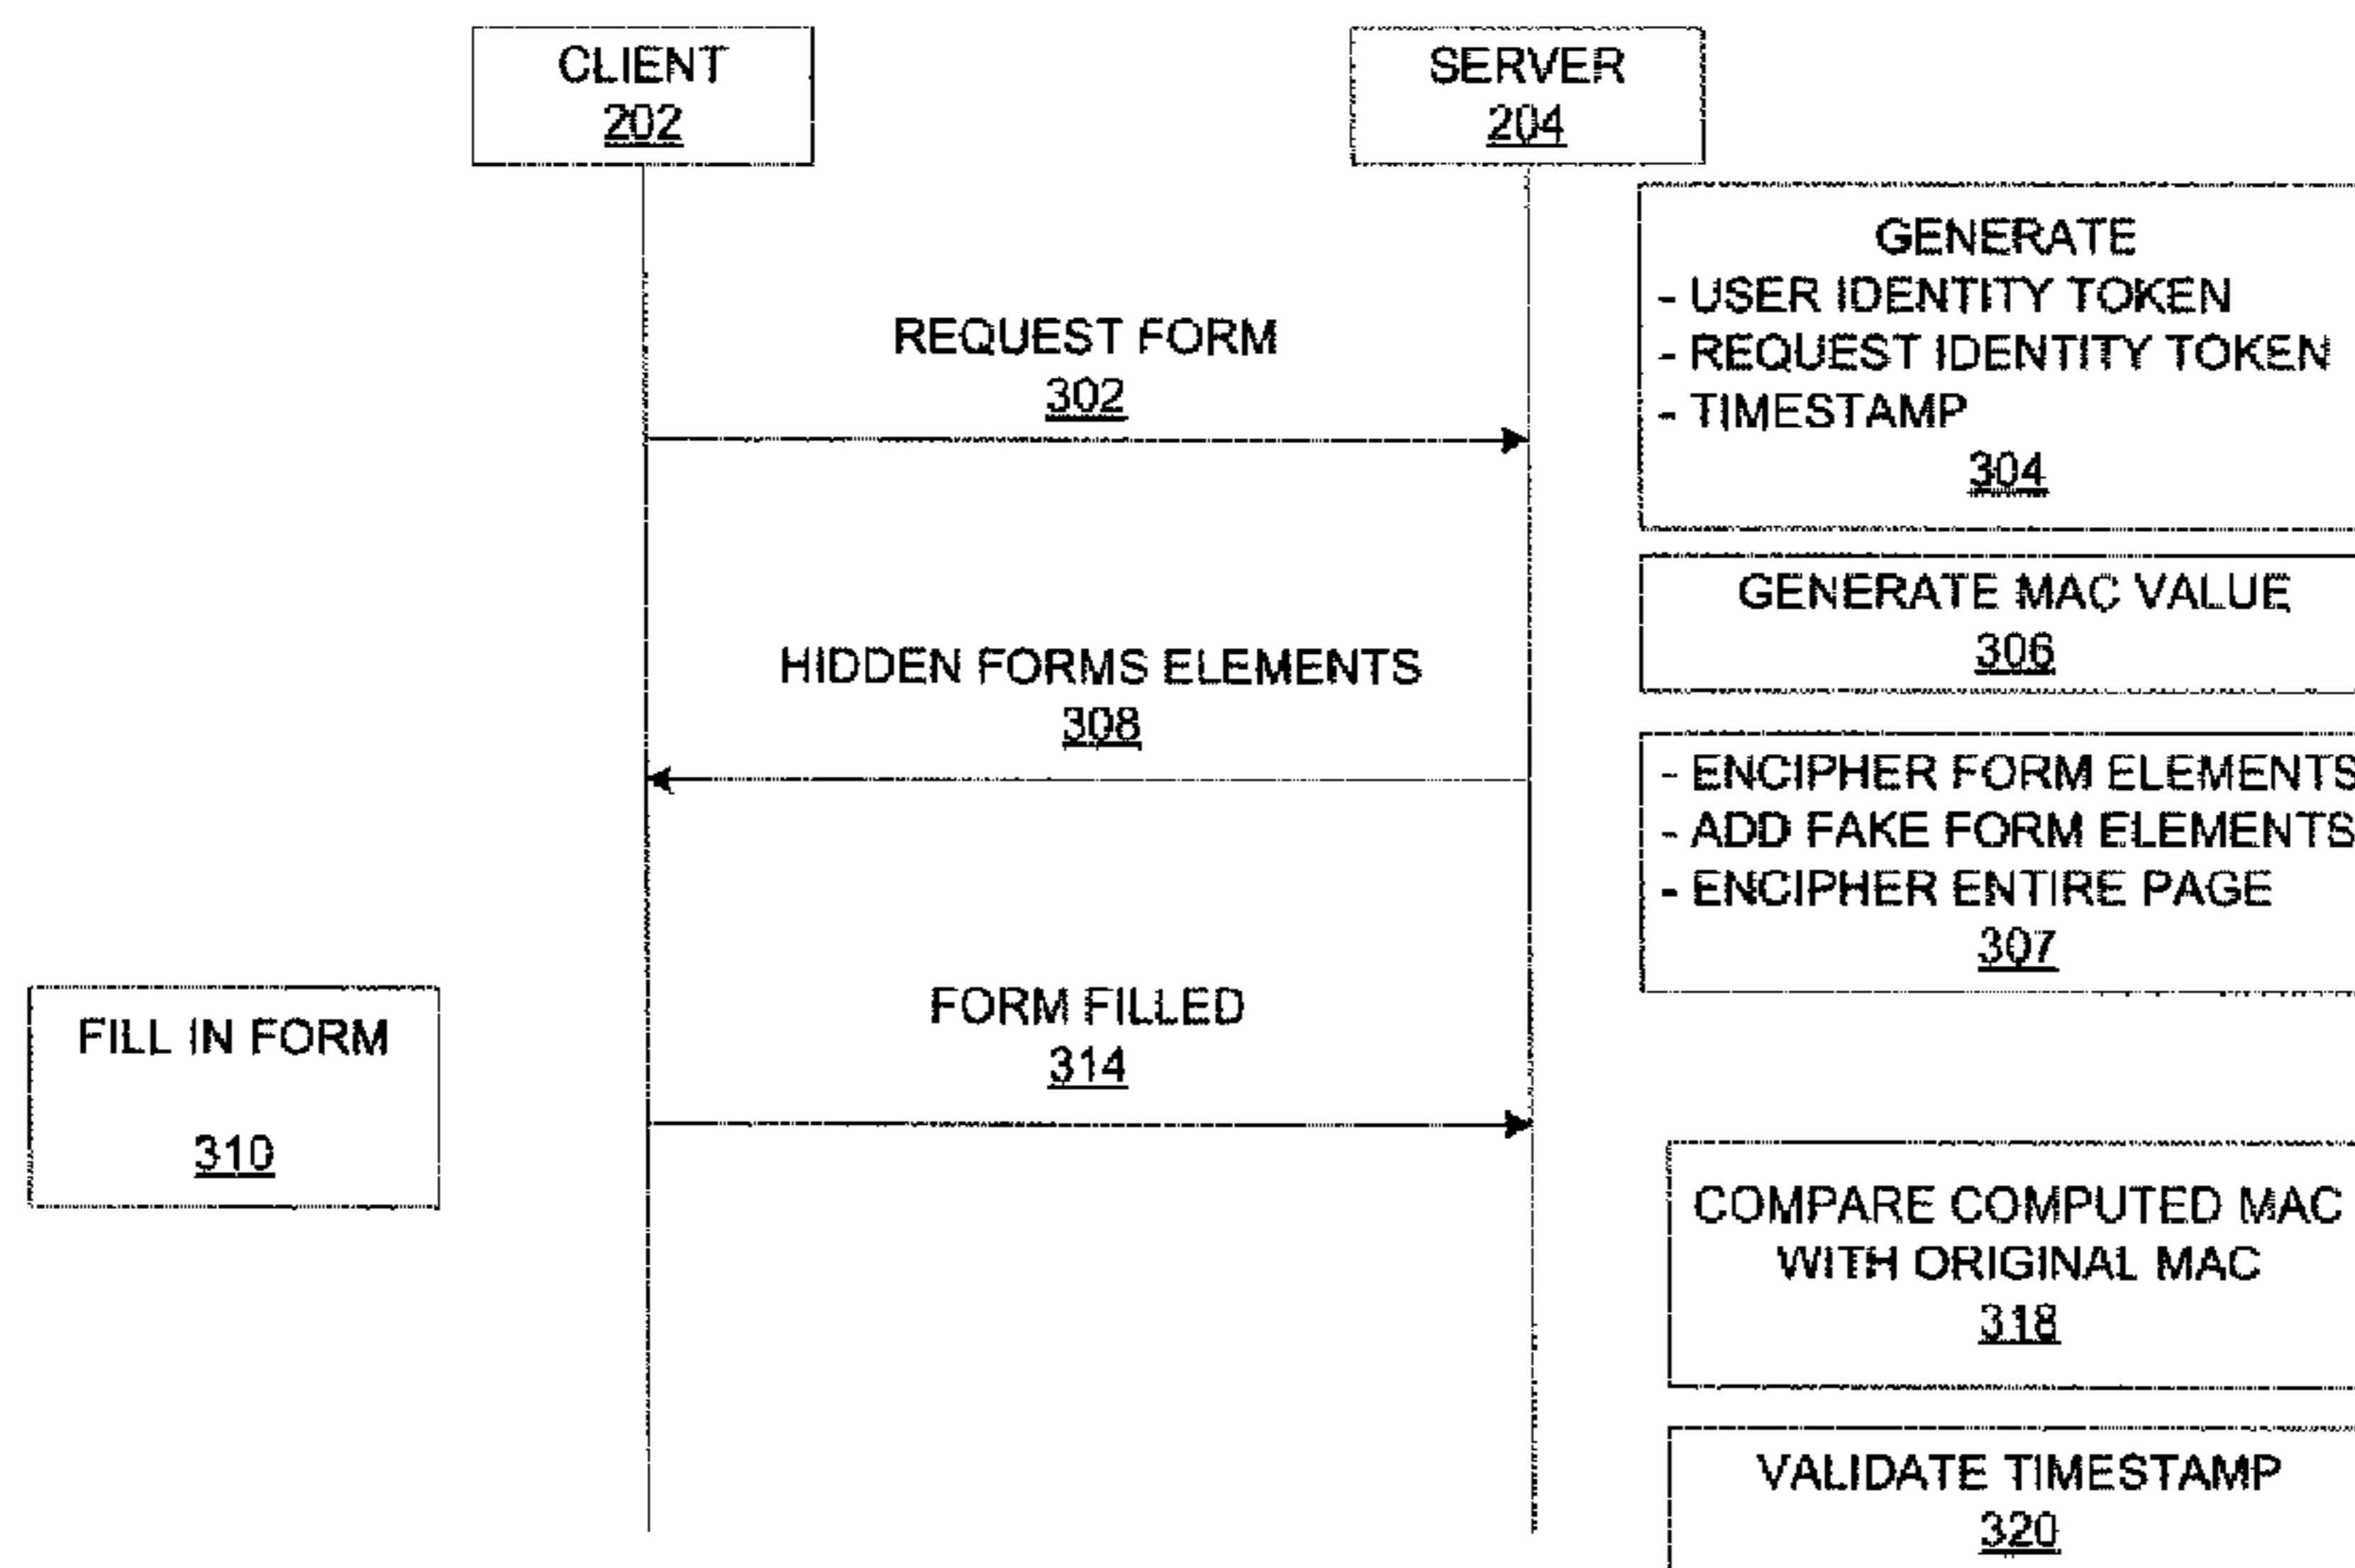 CLIENT
202
SERVER
204
GENERATE
- USER IDENTITY TOKEN
- REQUEST IDENTITY TOKEN
- TIMESTAMP
304
REQUEST FORM
302
GENERATE MAC VALUE
306
HIDDEN FORMS ELEMENTS
308
- ENCIPHER FORM ELEMENTS
- ADD FAKE FORM ELEMENTS
- ENCIPHER ENTIRE PAGE
307
FILL IN FORM
310
FORM FILLED
314
COMPARE COMPUTED MAC
WITH ORIGINAL MAC
318
VALIDATE TIMESTAMP
320